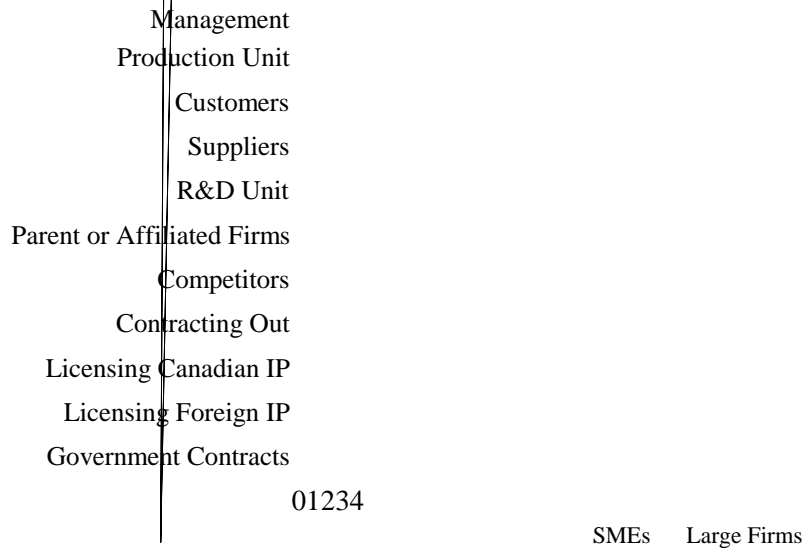 Management
Production Unit
Customers
Suppliers
R&D Unit
Parent or Affiliated Firms
Competitors
Contracting Out
Licensing Canadian IP
Licensing Foreign IP
Government Contracts
01234
SMEs Large Firms